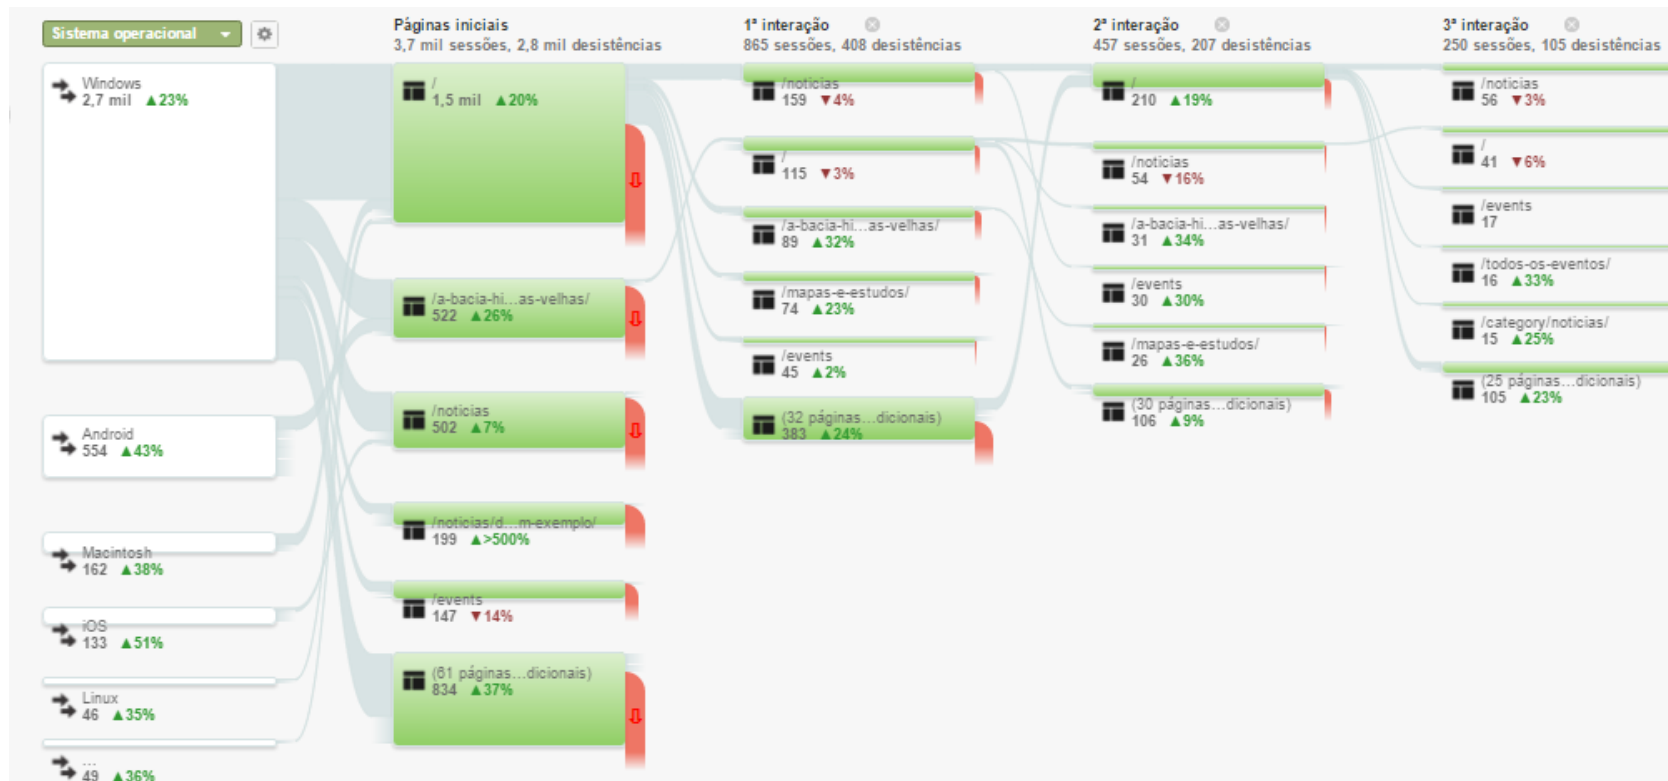 Sistema operacional
Windows
2,7 mil ▲23%
Android
554 ▲43%
Macintosh
162 ▲38%
iOS
133 ▲51%
Linux
46 ▲35%
...
49 ▲36%
Páginas iniciais
3,7 mil sessões, 2,8 mil desistências
/
1,5 mil ▲20%
/a-bacia-hi...as-velhas/
522 ▲26%
/noticias
502 ▲7%
/noticias/d...m-exemplo/
199 ▲>500%
/events
147 ▼14%
(61 páginas...dicionais)
834 ▲37%
1ª interação
865 sessões, 408 desistências
/noticias
159 ▼4%
/
115 ▼3%
/a-bacia-hi...as-velhas/
89 ▲32%
/mapas-e-estudos/
74 ▲23%
/events
45 ▲2%
(32 páginas...dicionais)
383 ▲24%
2ª interação
457 sessões, 207 desistências
/
210 ▲19%
/noticias
54 ▼16%
/a-bacia-hi...as-velhas/
31 ▲34%
/events
30 ▲30%
/mapas-e-estudos/
26 ▲36%
(30 páginas...dicionais)
106 ▲9%
3ª interação
250 sessões, 105 desistências
/noticias
56 ▼3%
/
41 ▼6%
/events
17
/todos-os-eventos/
16 ▲33%
/category/noticias/
15 ▲25%
(25 páginas...dicionais)
105 ▲23%